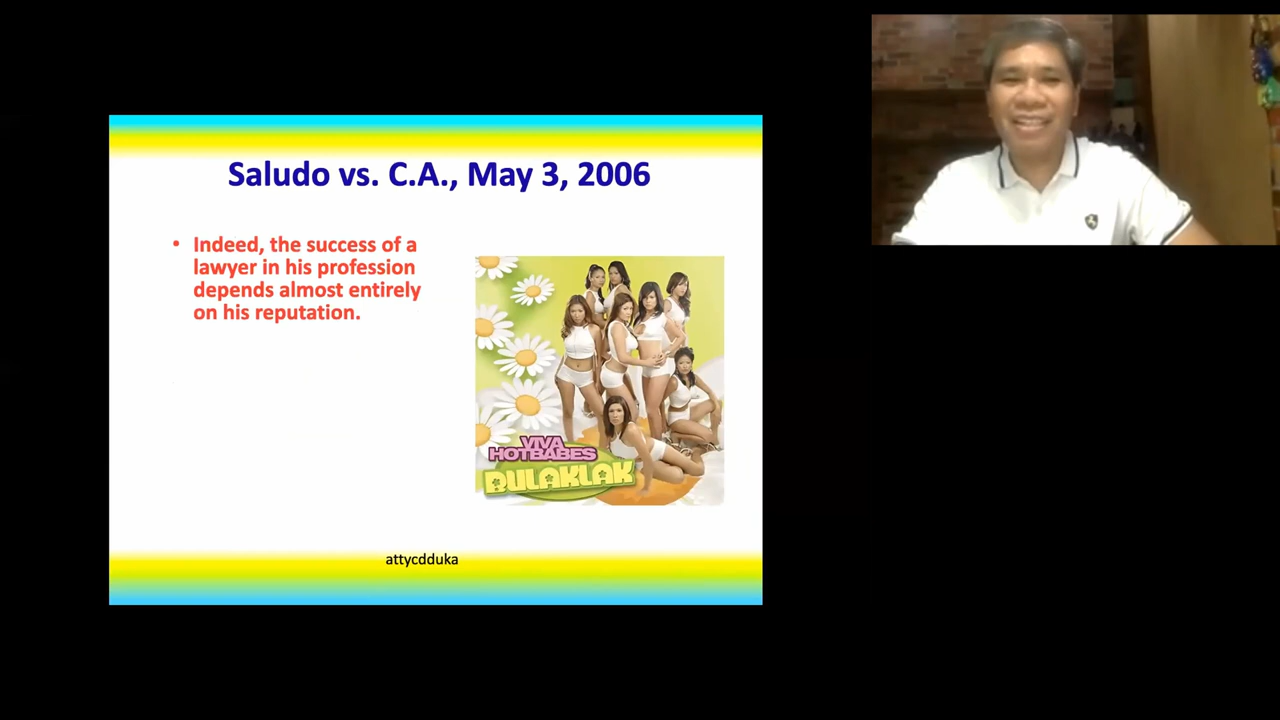 Saludo vs. C.A., May 3, 2006
• Indeed, the success of a
lawyer in his profession
depends almost entirely
on his reputation.
VIVA
HOTBABES
BULAKLAK
attycdduka